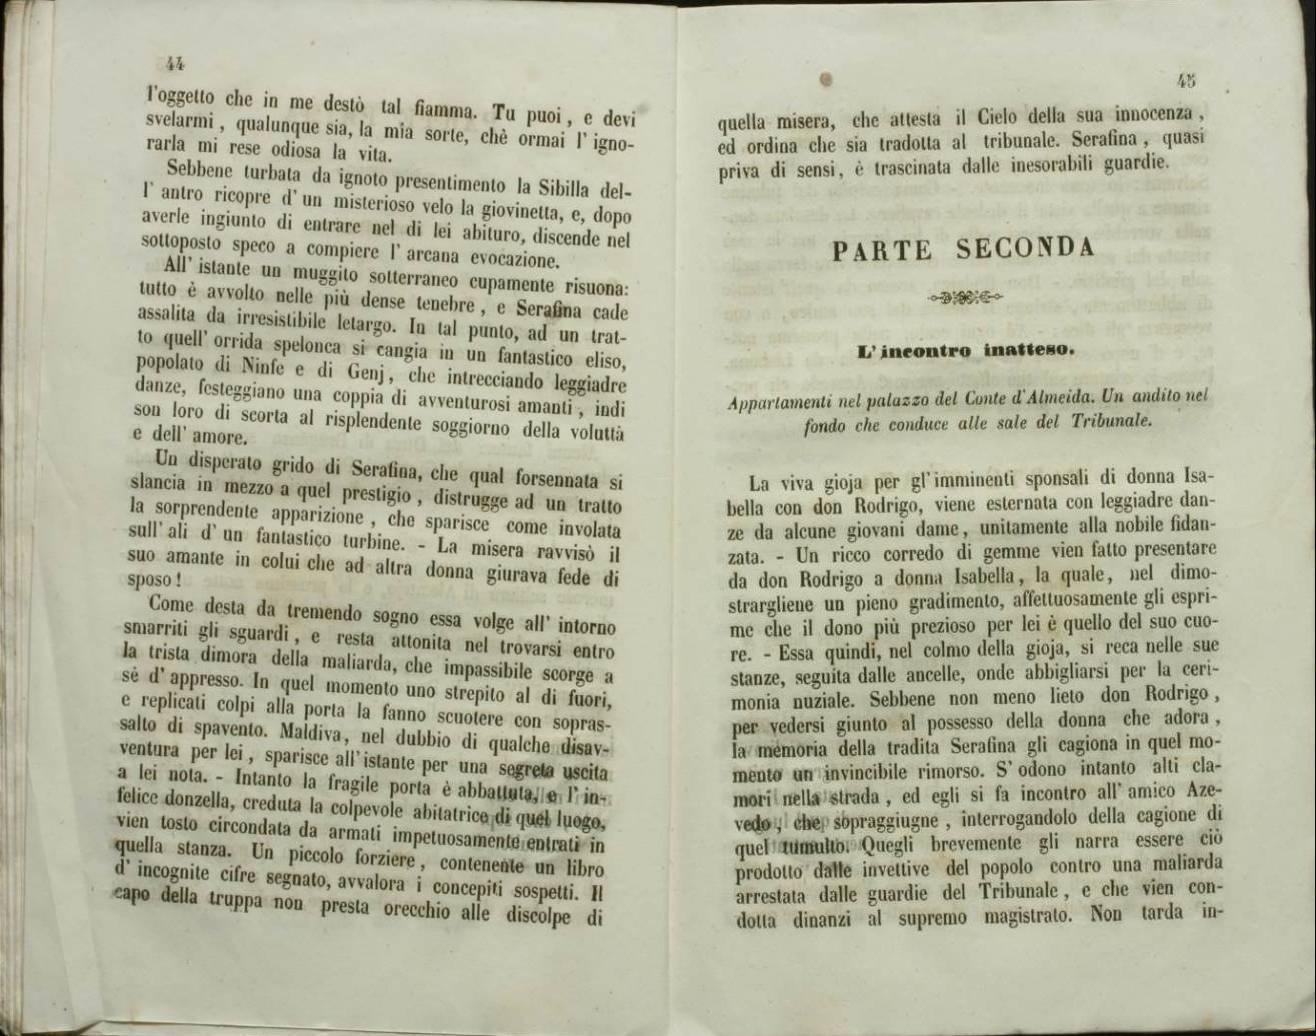 44
l'oggetto che in me destò tal fiamma. Tu puoi, e devi
svelarmi, qualunque sia, la mia sorte, chè ormai l'igno-
rarla mi rese odiosa la vita.
Sebbene turbata da ignoto presentimento la Sibilla del-
l'antro ricopre d'un misterioso velo la giovinetta, e, dopo
averle ingiunto di entrare nel di lei abituro, discende nel
sottoposto speco a compiere l'arcana evocazione.
All'istante un muggito sotterraneo cupamente risuona:
tutto è avvolto nelle più dense tenebre, e Serafina cade
assalita da irresistibile letargo. In tal punto, ad un trat-
to quell'orrida spelonca si cangia in un fantastico eliso,
popolato di Ninfe e di Genj, che intrecciando leggiadre
danze, festeggiano una coppia di avventurosi amanti, indi
son loro di scorta al risplendente soggiorno della voluttà
e dell'amore.
Un disperato grido di Serafina, che qual forsennata si
slancia in mezzo a quel prestigio, distrugge ad un tratto
la sorprendente apparizione, che sparisce come involata
sull'ali d'un fantastico turbine. - La misera ravvisò il
suo amante in colui che ad altra donna giurava fede di
sposo!
Come desta da tremendo sogno essa volge all'intorno
smarriti gli sguardi, e resta attonita nel trovarsi entro
la trista dimora della maliarda, che impassibile scorge a
sè d'appresso. In quel momento uno strepito al di fuori,
e replicati colpi alla porta la fanno scuotere con sopras-
salto di spavento. Maldiva, nel dubbio di qualche disav-
ventura per lei, sparisce all'istante per una segreta uscita
a lei nota. - Intanto la fragile porta è abbattuta, e l'in-
felice donzella, creduta la colpevole abitatrice di quel luogo,
vien tosto circondata da armati impetuosamente entrati in
quella stanza. Un piccolo forziere, contenente un libro
d'incognite cifre segnato, avvalora i concepiti sospetti. Il
capo della truppa non presta orecchio alle discolpe di
45
quella misera, che attesta il Cielo della sua innocenza,
ed ordina che sia tradotta al tribunale. Serafina, quasi
priva di sensi, è trascinata dalle inesorabili guardie.
PARTE SECONDA
L'incontro inatteso.
Appartamenti nel palazzo del Conte d'Almeida. Un andito nel
fondo che conduce alle sale del Tribunale.
La viva gioja per gl'imminenti sponsali di donna Isa-
bella con don Rodrigo, viene esternata con leggiadre dan-
ze da alcune giovani dame, unitamente alla nobile fidan-
zata. - Un ricco corredo di gemme vien fatto presentare
da don Rodrigo a donna Isabella, la quale, nel dimo-
strargliene un pieno gradimento, affettuosamente gli espri-
me che il dono più prezioso per lei è quello del suo cuo-
re. - Essa quindi, nel colmo della gioja, si reca nelle sue
stanze, seguita dalle ancelle, onde abbigliarsi per la ceri-
monia nuziale. Sebbene non meno lieto don Rodrigo,
per vedersi giunto al possesso della donna che adora,
la memoria della tradita Serafina gli cagiona in quel mo-
mento un invincibile rimorso. S'odono intanto alti cla-
mori nella strada, ed egli si fa incontro all'amico Aze-
vedo, che sopraggiugne, interrogandolo della cagione di
quel tumulto. Quegli brevemente gli narra essere ciò
prodotto dalle invettive del popolo contro una maliarda
arrestata dalle guardie del Tribunale, e che vien con-
dotta dinanzi al supremo magistrato. Non tarda in-